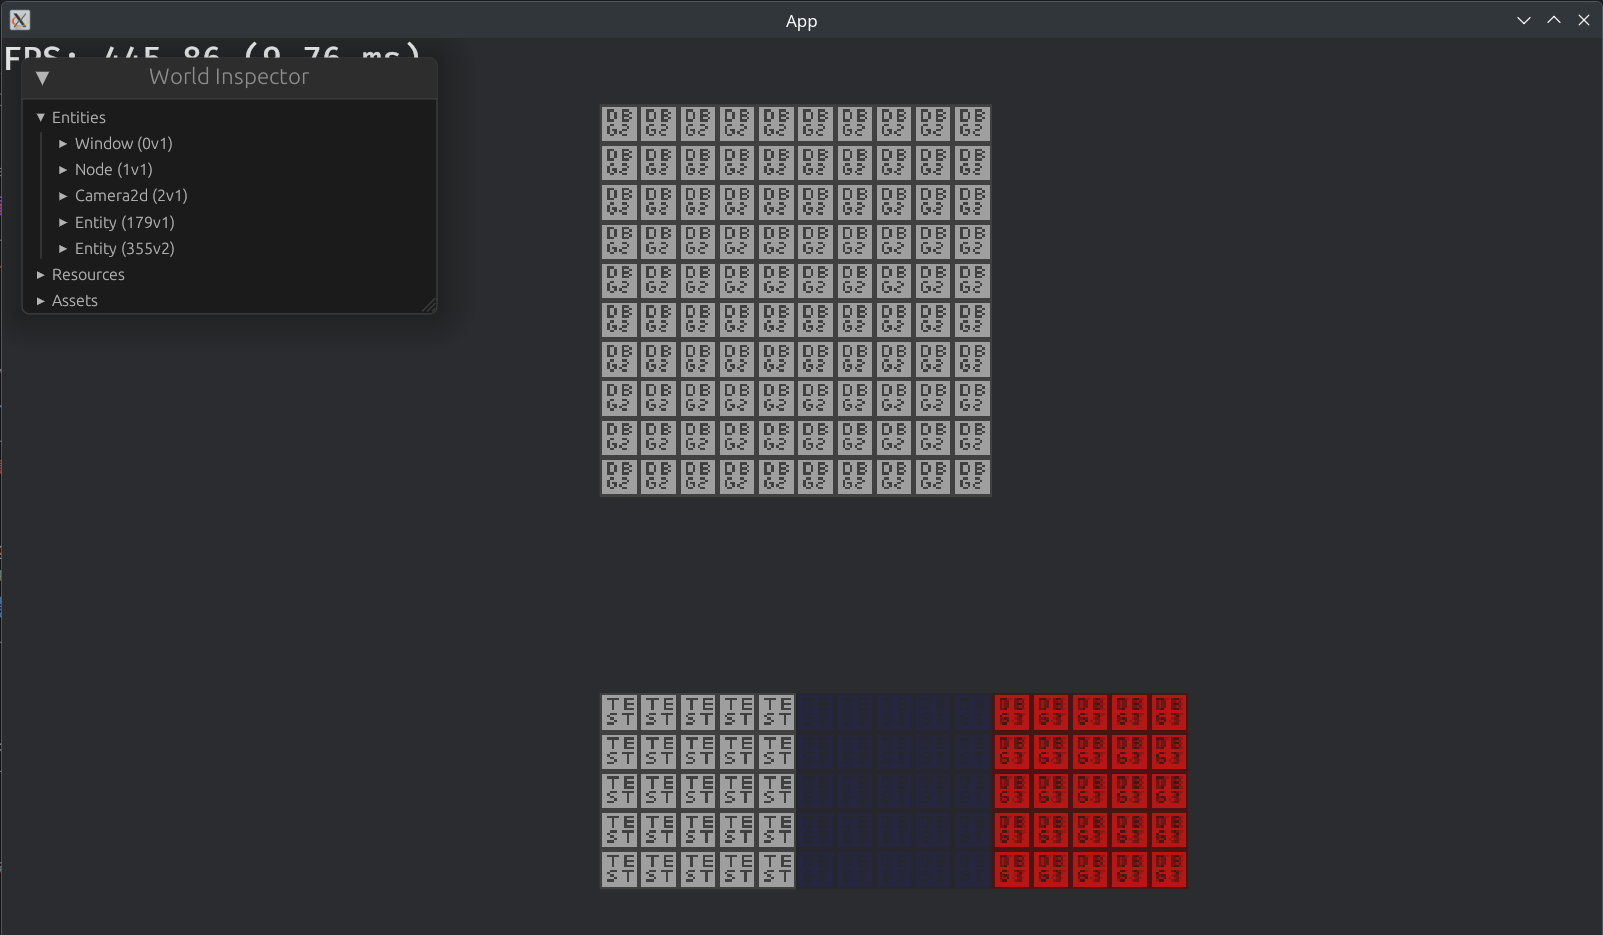 App
FPS:
World Inspector
Entities
Window (0v1)
Node (1v1)
Camera2d (2v1)
Entity (179v1)
Entity (355v2)
Resources
Assets
DB DB DB DB DB DB DB DB DB DB
G2 G2 G2 G2 G2 G2 G2 G2 G2 G2
DB DB DB DB DB DB DB DB DB DB
G2 G2 G2 G2 G2 G2 G2 G2 G2 G2
DB DB DB DB DB DB DB DB DB DB
G2 G2 G2 G2 G2 G2 G2 G2 G2 G2
DB DB DB DB DB DB DB DB DB DB
G2 G2 G2 G2 G2 G2 G2 G2 G2 G2
DB DB DB DB DB DB DB DB DB DB
G2 G2 G2 G2 G2 G2 G2 G2 G2 G2
DB DB DB DB DB DB DB DB DB DB
G2 G2 G2 G2 G2 G2 G2 G2 G2 G2
DB DB DB DB DB DB DB DB DB DB
G2 G2 G2 G2 G2 G2 G2 G2 G2 G2
DB DB DB DB DB DB DB DB DB DB
G2 G2 G2 G2 G2 G2 G2 G2 G2 G2
DB DB DB DB DB DB DB DB DB DB
G2 G2 G2 G2 G2 G2 G2 G2 G2 G2
DB DB DB DB DB DB DB DB DB DB
G2 G2 G2 G2 G2 G2 G2 G2 G2 G2
TE TE TE TE TE DB DB DB DB DB
ST ST ST ST ST G3 G3 G3 G3 G3
TE TE TE TE TE DB DB DB DB DB
ST ST ST ST ST G3 G3 G3 G3 G3
TE TE TE TE TE DB DB DB DB DB
ST ST ST ST ST G3 G3 G3 G3 G3
TE TE TE TE TE DB DB DB DB DB
ST ST ST ST ST G3 G3 G3 G3 G3
TE TE TE TE TE DB DB DB DB DB
ST ST ST ST ST G3 G3 G3 G3 G3